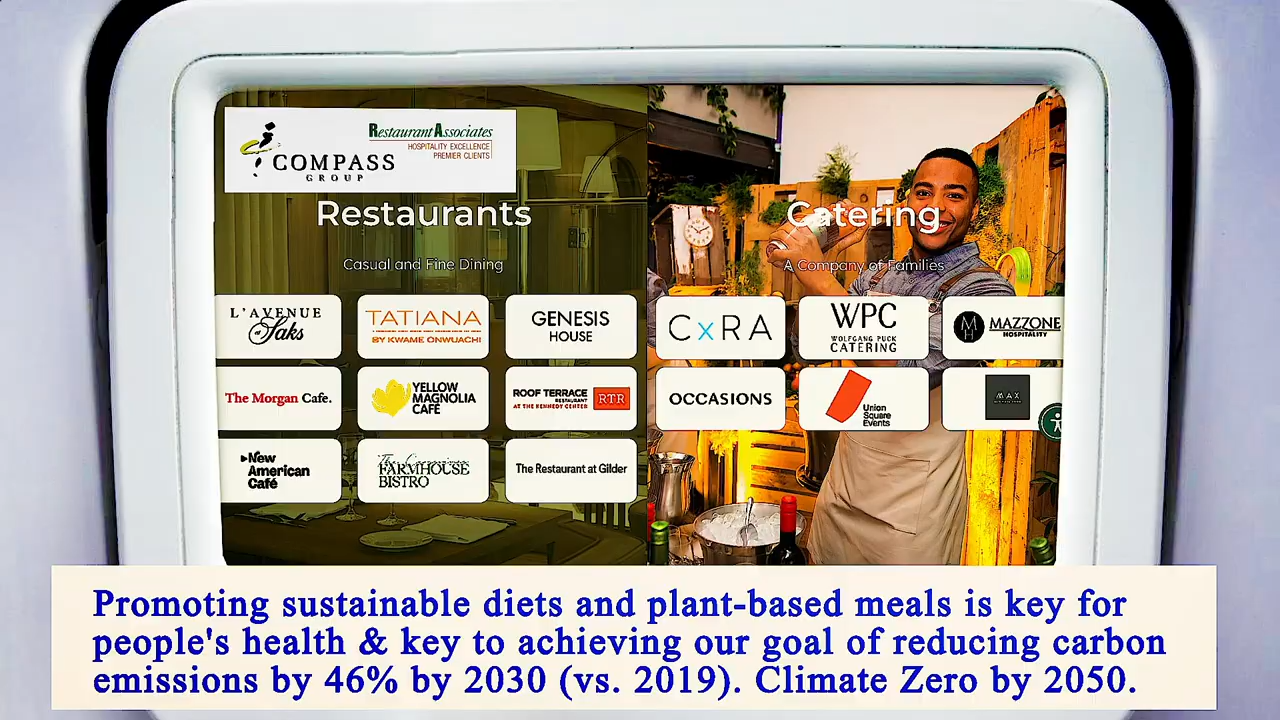 COMPASS
GROUP
Restaurant Associates
HOSPITALITY EXCELLENCE
PREMIER CLIENTS
Restaurants
Casual and Fine Dining
L'AVENUE
Saks
TATIANA
BY KWAME ONWUACHI
GENESIS
HOUSE
The Morgan Cafe.
YELLOW
MAGNOLIA
CAFÉ
ROOF TERRACE
RESTAURANT
AT THE KENNEDY CENTER
RTR
New
American
Café
FARMHOUSE
BISTRO
The Restaurant at Gilder
Catering
A Company of Families
CxRA
WPC
WOLFGANG PUCK
CATERING
MH
MAZZONE
HOSPITALITY
OCCASIONS
Union
Square
Events
MAX
Promoting sustainable diets and plant-based meals is key for
people's health & key to achieving our goal of reducing carbon
emissions by 46% by 2030 (vs. 2019). Climate Zero by 2050.